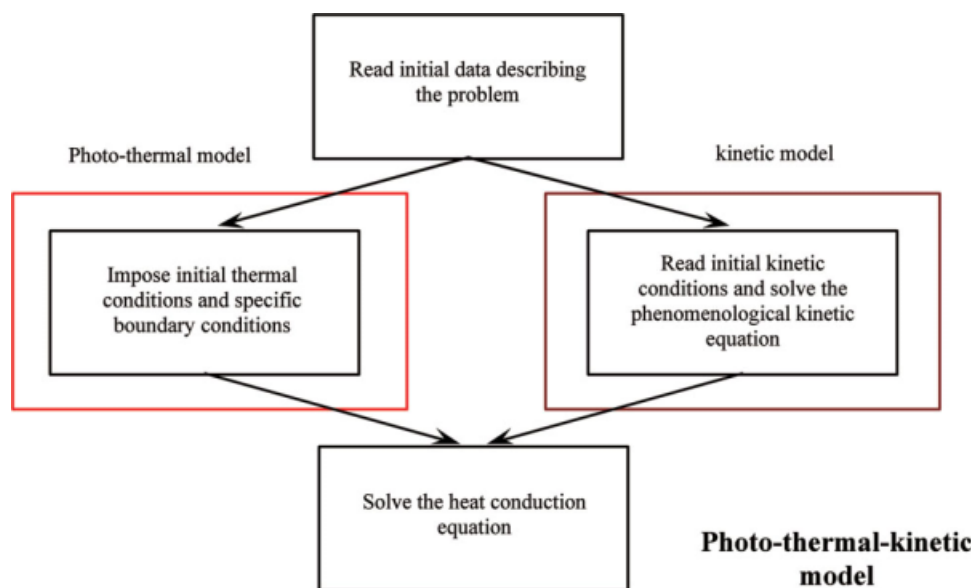 Read initial data describing
the problem
Photo-thermal model
kinetic model
Impose initial thermal
conditions and specific
boundary conditions
Read initial kinetic
conditions and solve the
phenomenological kinetic
equation
Solve the heat conduction
equation
Photo-thermal-kinetic
model